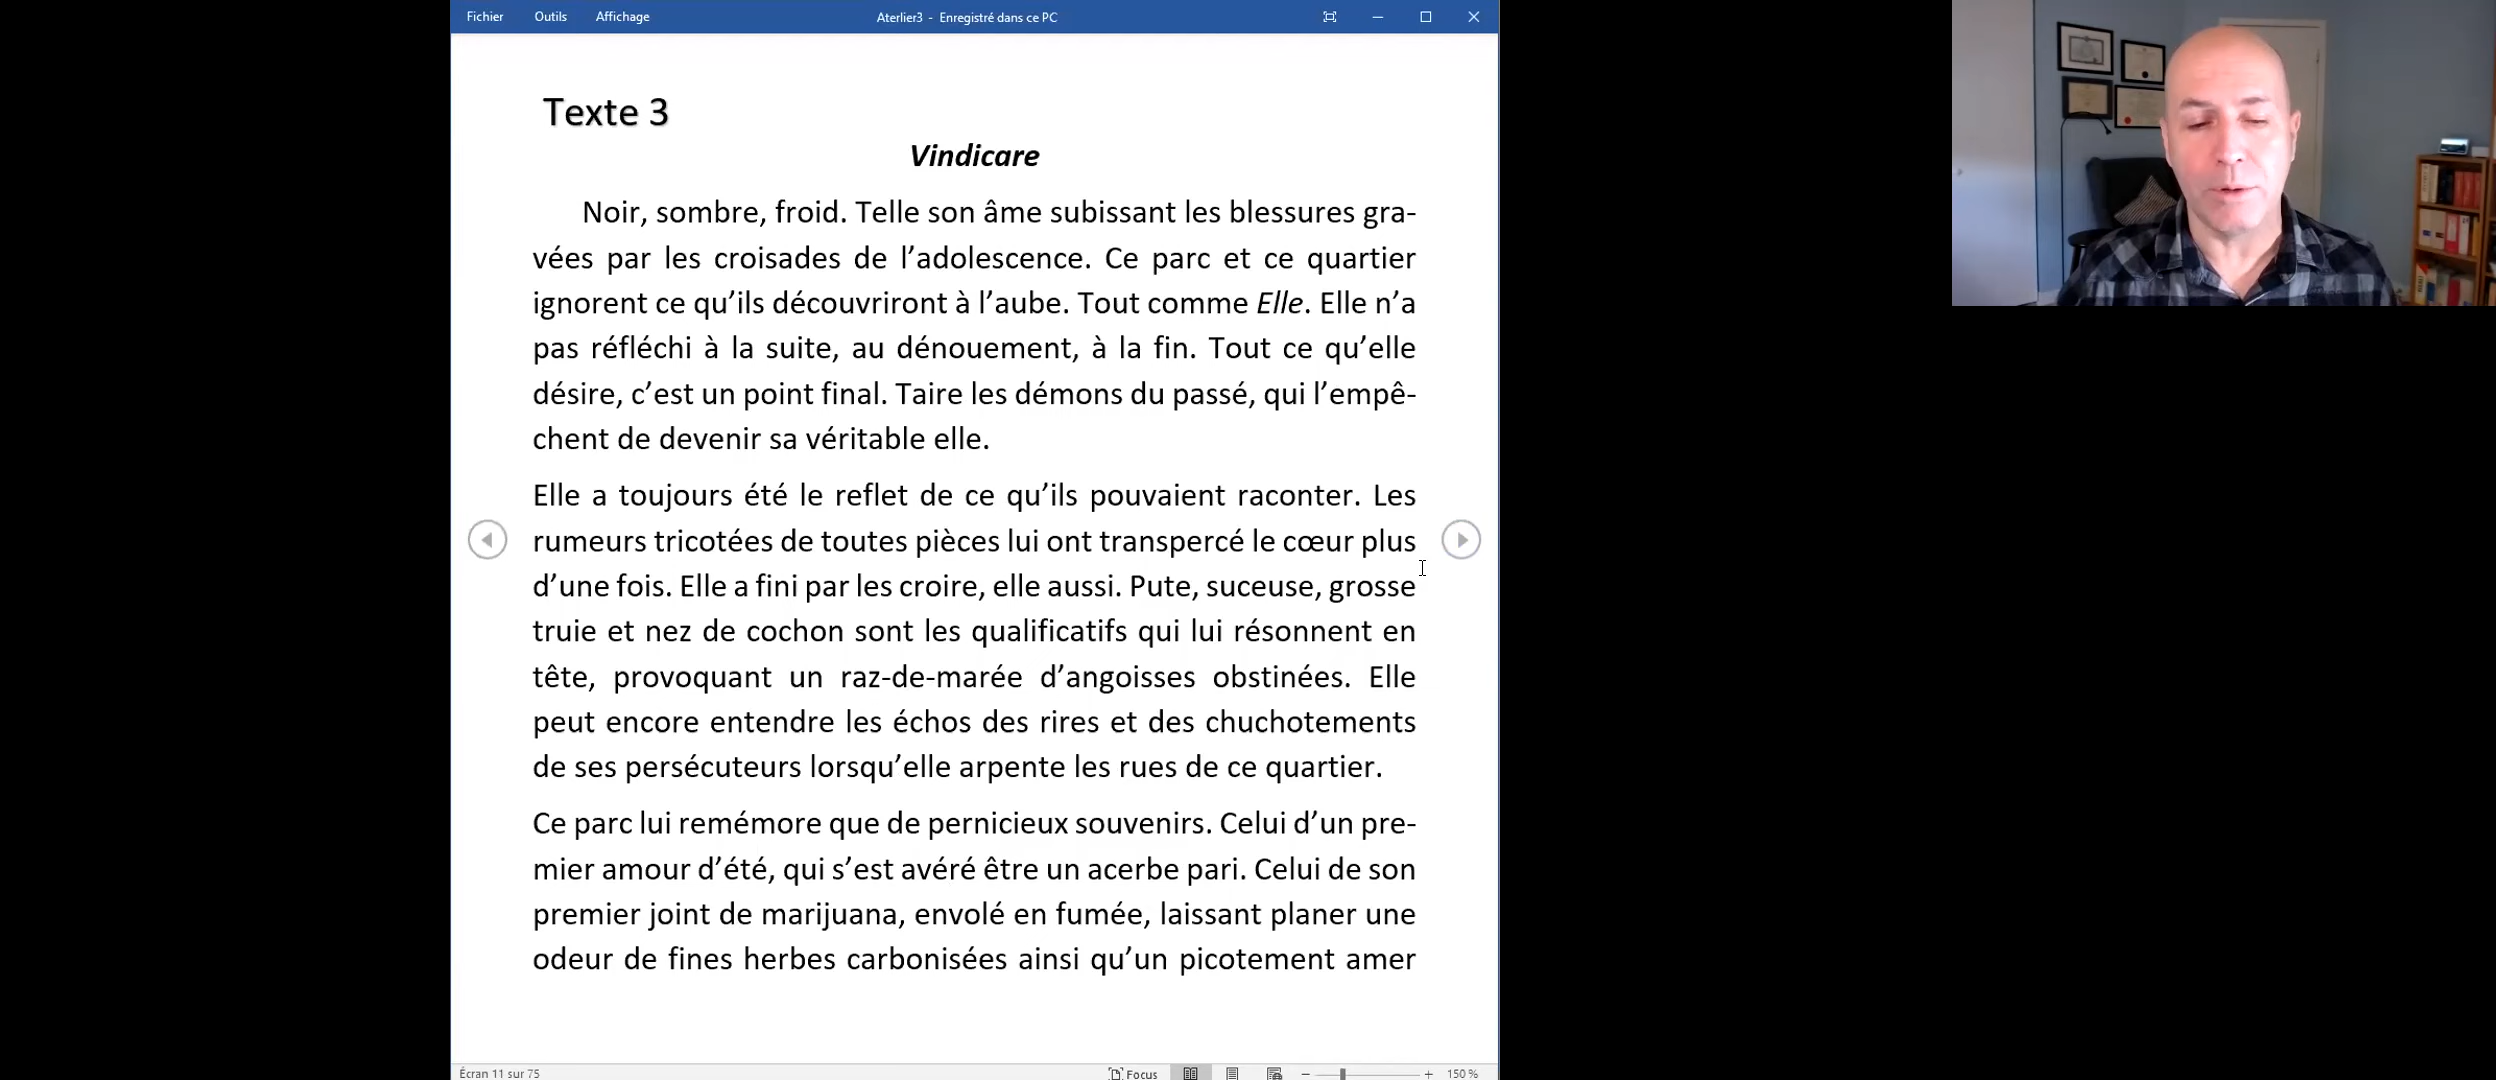 Fichier Outils Affichage Aterlier3 - Enregistré dans ce PC
Texte 3
Vindicare
Noir, sombre, froid. Telle son âme subissant les blessures gra-
vées par les croisades de l’adolescence. Ce parc et ce quartier
ignorent ce qu’ils découvriront à l’aube. Tout comme Elle. Elle n’a
pas réfléchi à la suite, au dénouement, à la fin. Tout ce qu’elle
désire, c’est un point final. Taire les démons du passé, qui l’empê-
chent de devenir sa véritable elle.
Elle a toujours été le reflet de ce qu’ils pouvaient raconter. Les
rumeurs tricotées de toutes pièces lui ont transpercé le cœur plus
d’une fois. Elle a fini par les croire, elle aussi. Pute, suceuse, grosse
truie et nez de cochon sont les qualificatifs qui lui résonnent en
tête, provoquant un raz-de-marée d’angoisses obstinées. Elle
peut encore entendre les échos des rires et des chuchotements
de ses persécuteurs lorsqu’elle arpente les rues de ce quartier.
Ce parc lui remémore que de pernicieux souvenirs. Celui d’un pre-
mier amour d’été, qui s’est avéré être un acerbe pari. Celui de son
premier joint de marijuana, envolé en fumée, laissant planer une
odeur de fines herbes carbonisées ainsi qu’un picotement amer
Écran 11 sur 75 Focus 150 %